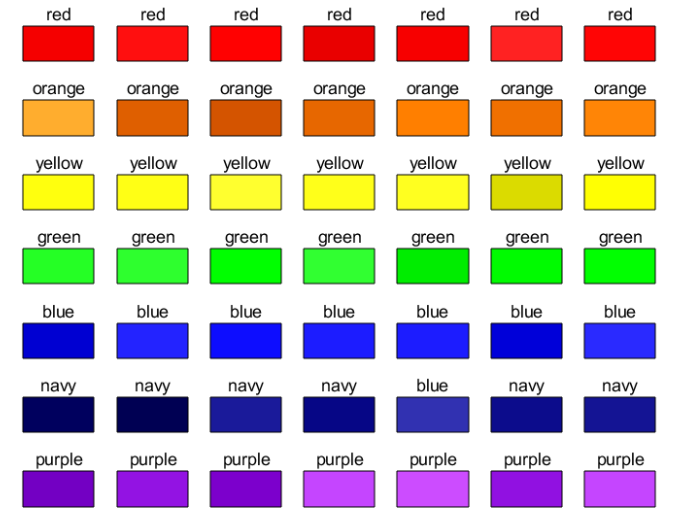 red red red red red red red
orange orange orange orange orange orange orange
yellow yellow yellow yellow yellow yellow yellow
green green green green green green green
blue blue blue blue blue blue blue
navy navy navy navy blue navy navy
purple purple purple purple purple purple purple